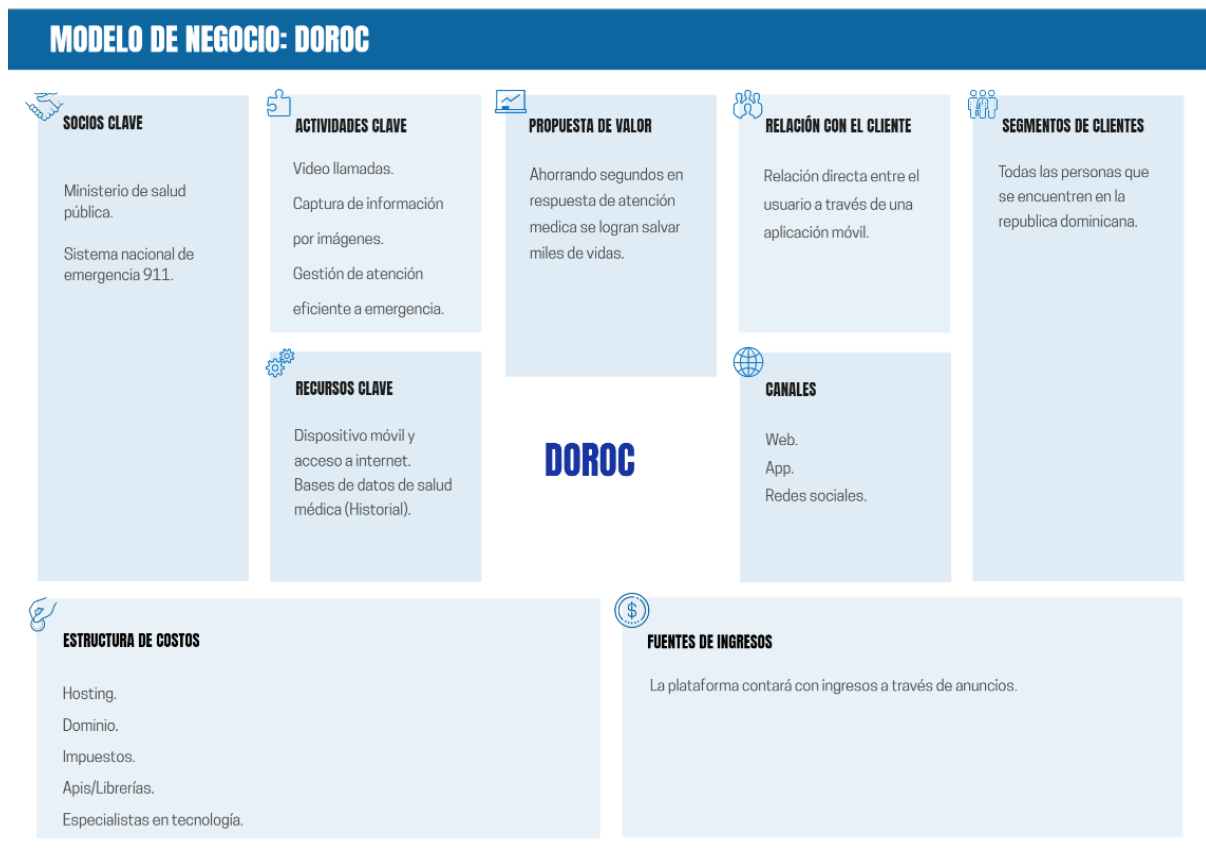 MODELO DE NEGOCIO: DOROC
SOCIOS CLAVE
Ministerio de salud
pública.
Sistema nacional de
emergencia 911.
ACTIVIDADES CLAVE
Video llamadas.
Captura de información
por imágenes.
Gestión de atención
eficiente a emergencia.
RECURSOS CLAVE
Dispositivo móvil y
acceso a internet.
Bases de datos de salud
médica (Historial).
PROPUESTA DE VALOR
Ahorrando segundos en
respuesta de atención
medica se logran salvar
miles de vidas.
DOROC
RELACIÓN CON EL CLIENTE
Relación directa entre el
usuario a través de una
aplicación móvil.
CANALES
Web.
App.
Redes sociales.
SEGMENTOS DE CLIENTES
Todas las personas que
se encuentren en la
republica dominicana.
ESTRUCTURA DE COSTOS
Hosting.
Dominio.
Impuestos.
Apis/Librerías.
Especialistas en tecnología.
FUENTES DE INGRESOS
La plataforma contará con ingresos a través de anuncios.